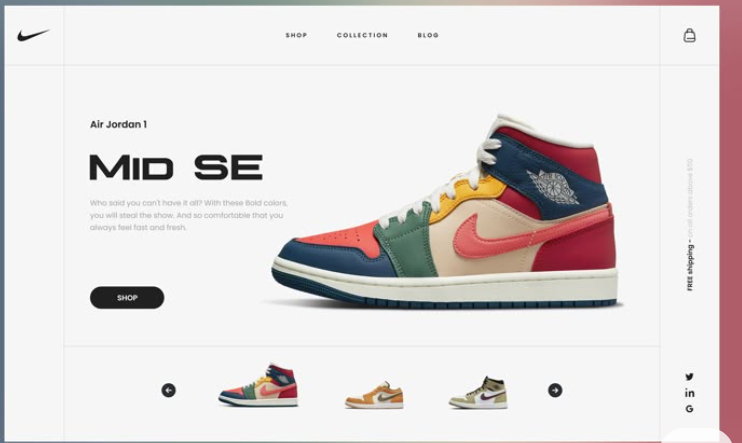 SHOP
COLLECTION
BLOG
Air Jordan 1
MID SE
Who said you can't have it all? With these Bold colors,
you will steal the show. And so comfortable that you
always feel fast and fresh.
SHOP
FREE shipping - on all orders above $50
in
G